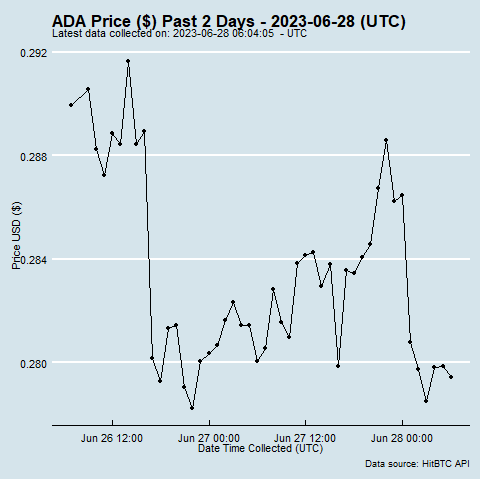 ADA Price ($) Past 2 Days - 2023-06-28 (UTC)
Latest data collected on: 2023-06-28 06:04:05 - UTC
0.292
0.288
0.284
0.280
Price USD ($)
Jun 26 12:00 Jun 27 00:00 Jun 27 12:00 Jun 28 00:00
Date Time Collected (UTC)
Data source: HitBTC API